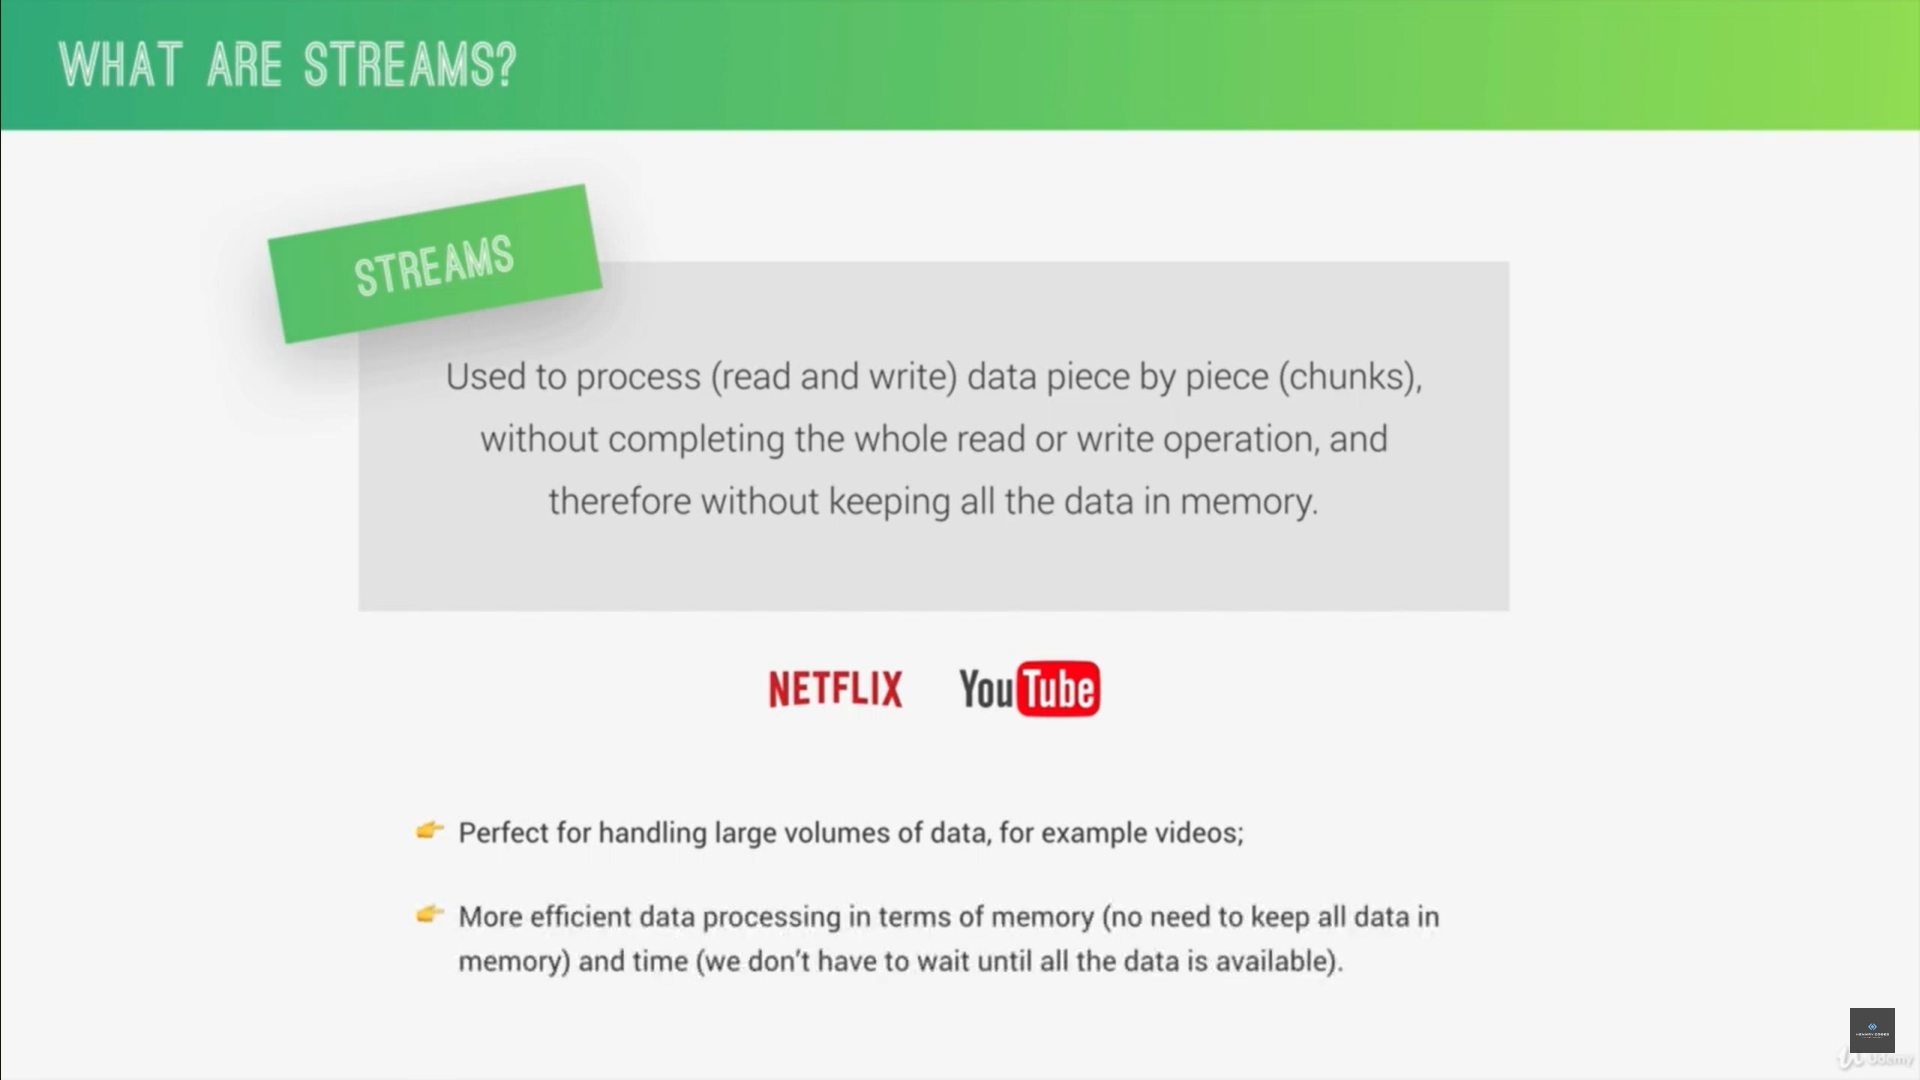 WHAT ARE STREAMS?
STREAMS
Used to process (read and write) data piece by piece (chunks),
without completing the whole read or write operation, and
therefore without keeping all the data in memory.
NETFLIX YouTube
Perfect for handling large volumes of data, for example videos;
More efficient data processing in terms of memory (no need to keep all data in
memory) and time (we don't have to wait until all the data is available).
Udemy